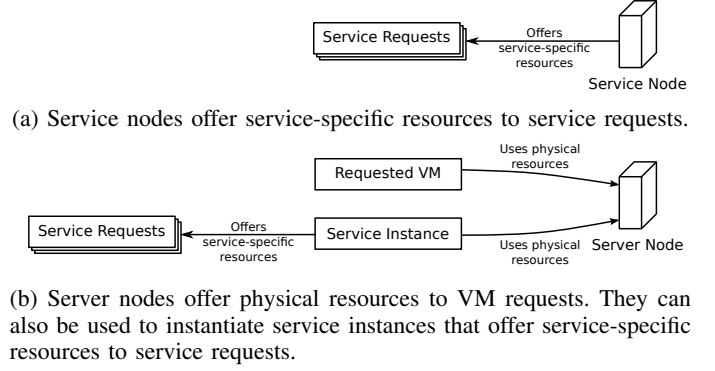 Service Requests
Offers
service-specific
resources
Service Node
(a) Service nodes offer service-specific resources to service requests.
Requested VM
Uses physical
resources
Service Requests
Offers
service-specific
resources
Service Instance
Uses physical
resources
Server Node
(b) Server nodes offer physical resources to VM requests. They can
also be used to instantiate service instances that offer service-specific
resources to service requests.